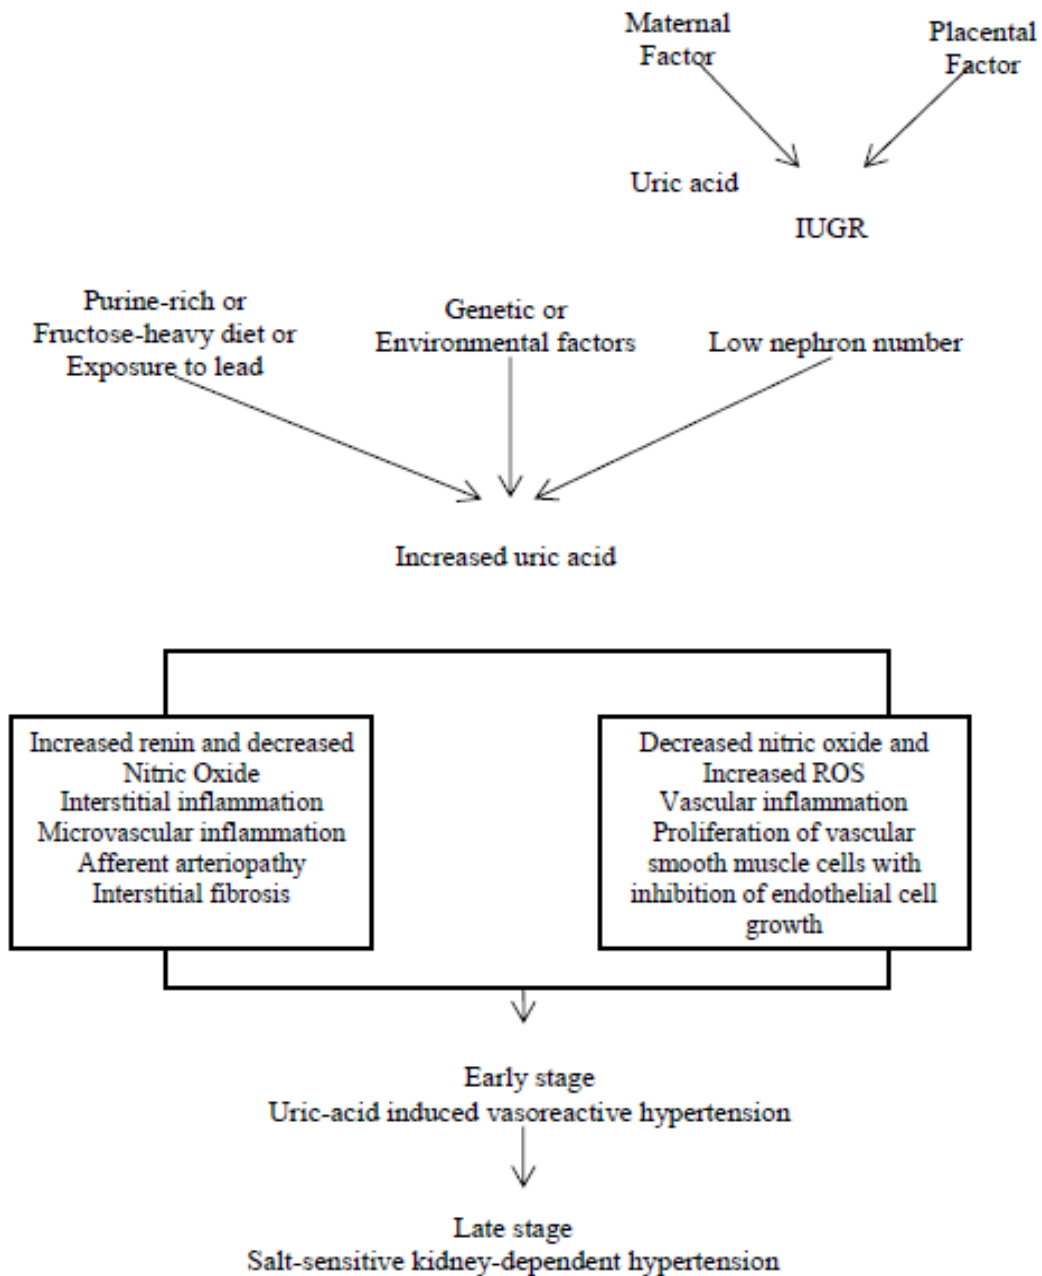 Maternal
Factor
Placental
Factor
Uric acid
IUGR
Purine-rich or
Fructose-heavy diet or
Exposure to lead
Genetic or
Environmental factors
Low nephron number
Increased uric acid
Increased renin and decreased
Nitric Oxide
Interstitial inflammation
Microvascular inflammation
Afferent arteriopathy
Interstitial fibrosis
Decreased nitric oxide and
Increased ROS
Vascular inflammation
Proliferation of vascular
smooth muscle cells with
inhibition of endothelial cell
growth
Early stage
Uric-acid induced vasoreactive hypertension
Late stage
Salt-sensitive kidney-dependent hypertension